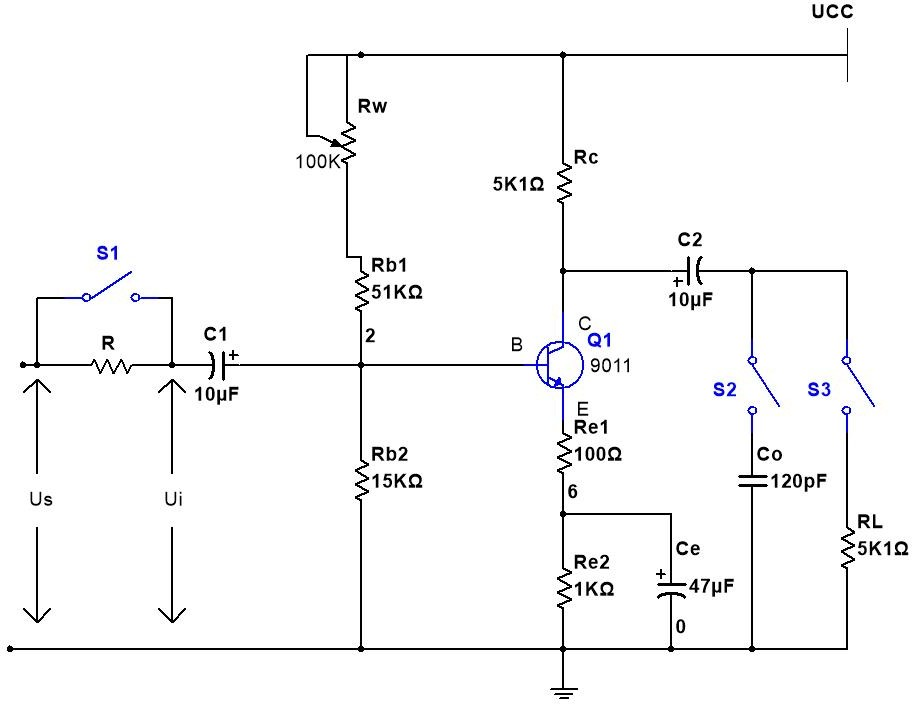 UCC
Rw
100K
Rc
5K1Ω
S1
C2
+
10µF
Rb1
51KΩ
R
C1
+
10µF
2
B
C
Q1
9011
E
S2
S3
Re1
100Ω
Rb2
15KΩ
Co
120pF
Us
Ui
6
RL
5K1Ω
Ce
+
47µF
Re2
1KΩ
0